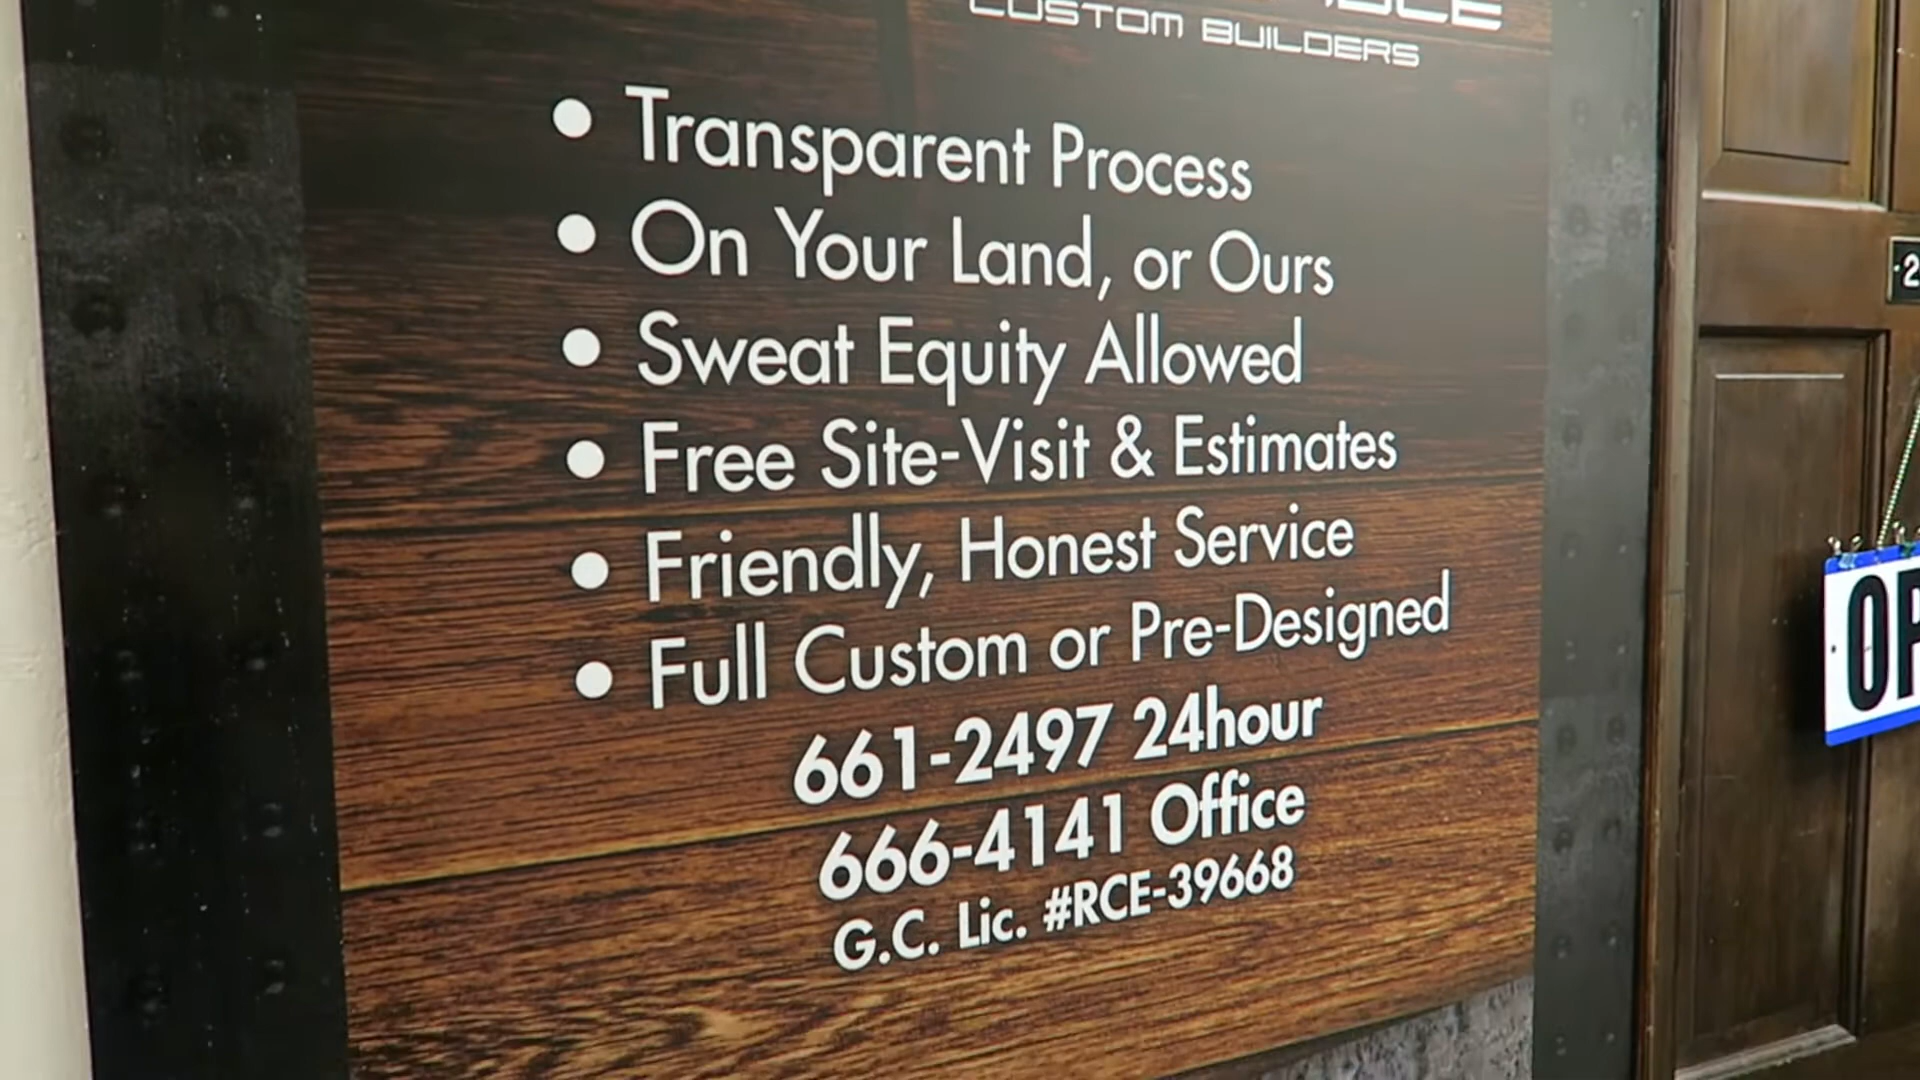 CUSTOM BUILDERS
• Transparent Process
• On Your Land, or Ours
• Sweat Equity Allowed
• Free Site-Visit & Estimates
• Friendly, Honest Service
• Full Custom or Pre-Designed
661-2497 24hour
666-4141 Office
G.C. Lic. #RCE-39668